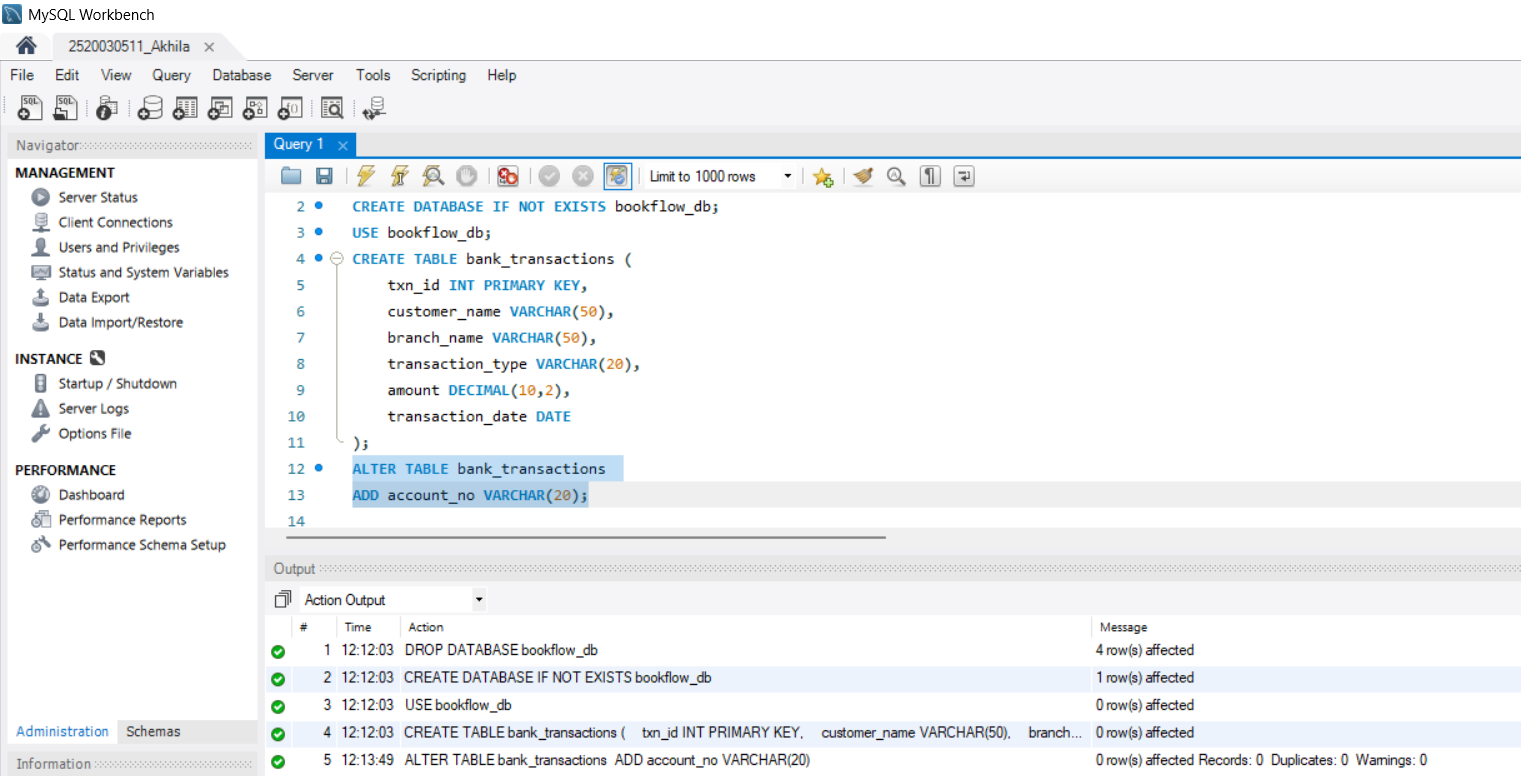 MySQL Workbench
2520030511_Akhila
File Edit View Query Database Server Tools Scripting Help
Navigator
MANAGEMENT
Server Status
Client Connections
Users and Privileges
Status and System Variables
Data Export
Data Import/Restore
INSTANCE
Startup / Shutdown
Server Logs
Options File
PERFORMANCE
Dashboard
Performance Reports
Performance Schema Setup
Administration Schemas
Information
Query 1
Limit to 1000 rows
2 CREATE DATABASE IF NOT EXISTS bookflow_db;
3 USE bookflow_db;
4 CREATE TABLE bank_transactions (
5 txn_id INT PRIMARY KEY,
6 customer_name VARCHAR(50),
7 branch_name VARCHAR(50),
8 transaction_type VARCHAR(20),
9 amount DECIMAL(10,2),
10 transaction_date DATE
11 );
12 ALTER TABLE bank_transactions
13 ADD account_no VARCHAR(20);
14
Output
Action Output
# Time Action Message
1 12:12:03 DROP DATABASE bookflow_db 4 row(s) affected
2 12:12:03 CREATE DATABASE IF NOT EXISTS bookflow_db 1 row(s) affected
3 12:12:03 USE bookflow_db 0 row(s) affected
4 12:12:03 CREATE TABLE bank_transactions ( txn_id INT PRIMARY KEY, customer_name VARCHAR(50), branch... 0 row(s) affected
5 12:13:49 ALTER TABLE bank_transactions ADD account_no VARCHAR(20) 0 row(s) affected Records: 0 Duplicates: 0 Warnings: 0